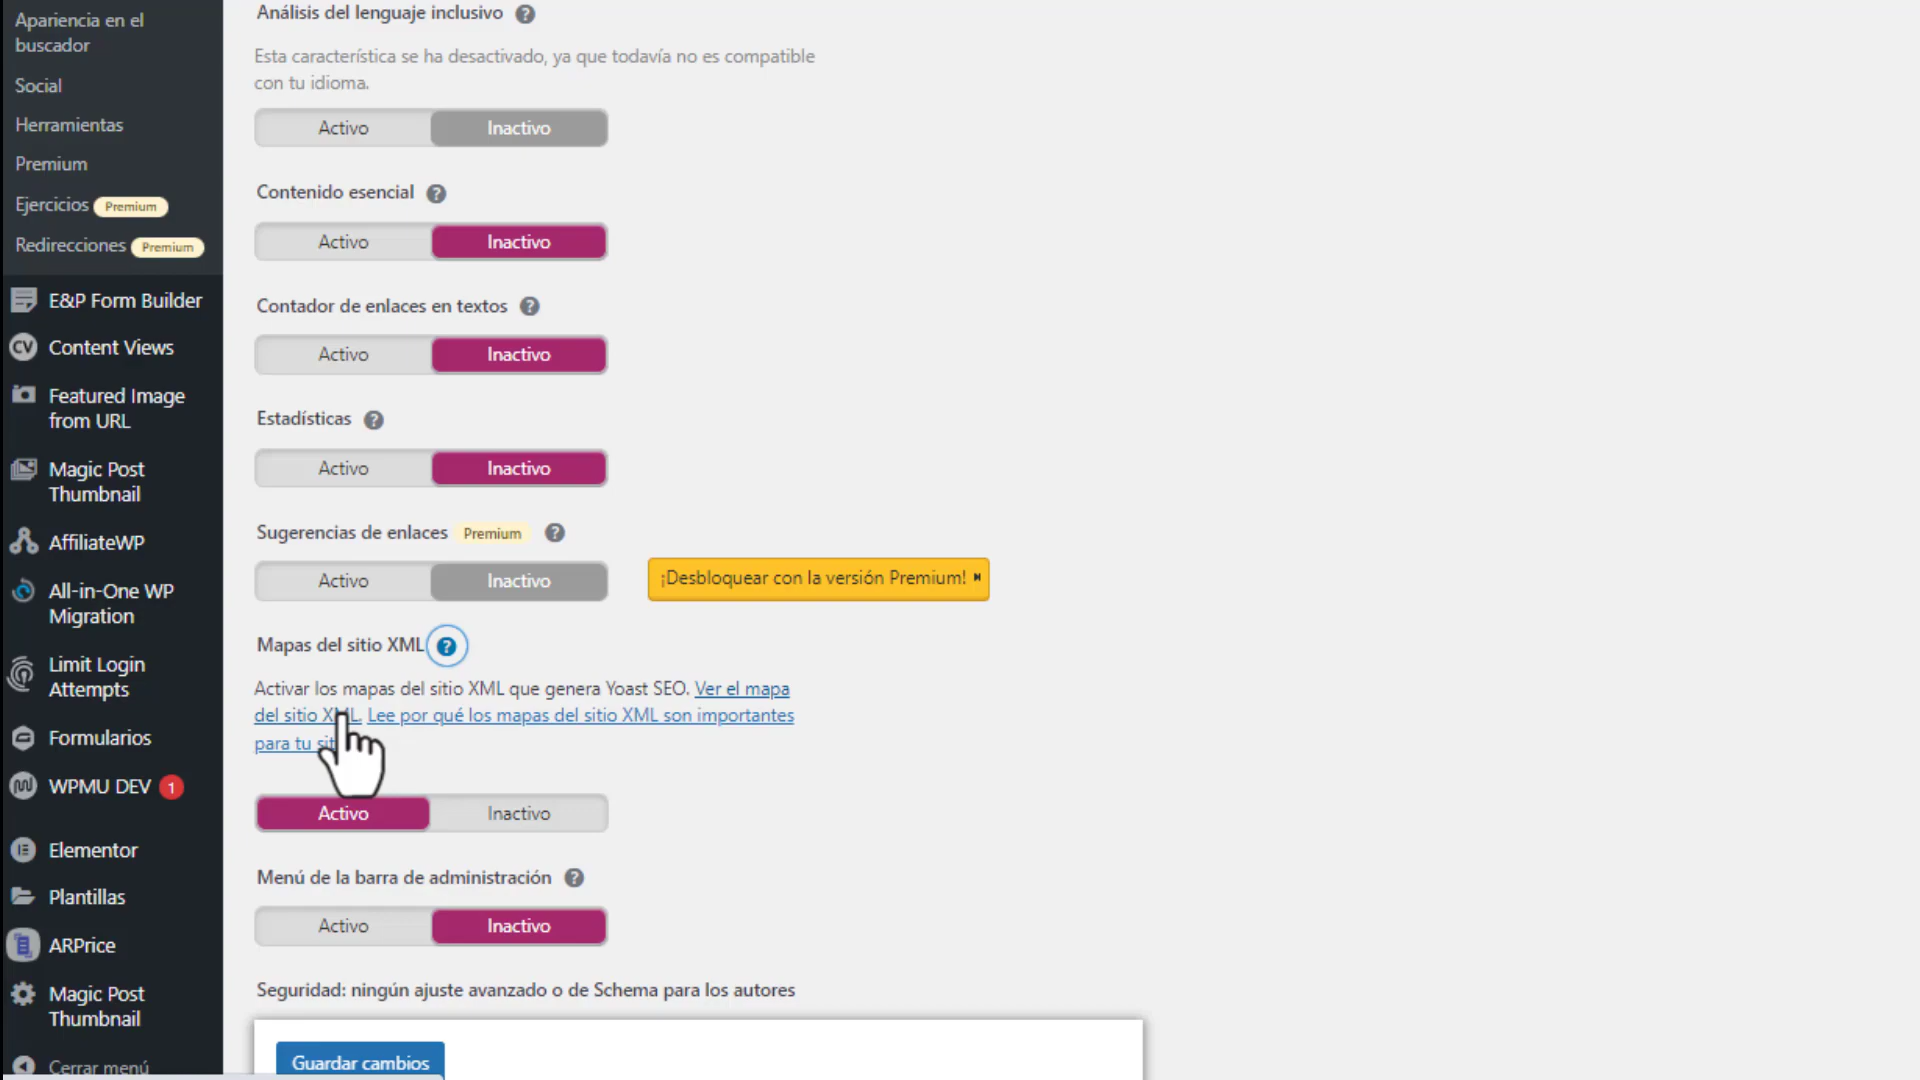 Apariencia en el
buscador
Social
Herramientas
Premium
Ejercicios Premium
Redirecciones Premium
E&P Form Builder
CV Content Views
Featured Image
from URL
Magic Post
Thumbnail
AffiliateWP
All-in-One WP
Migration
Limit Login
Attempts
Formularios
WPMU DEV 1
Elementor
Plantillas
ARPrice
Magic Post
Thumbnail
Cerrar menú
Análisis del lenguaje inclusivo ?
Esta característica se ha desactivado, ya que todavía no es compatible
con tu idioma.
Activo Inactivo
Contenido esencial ?
Activo Inactivo
Contador de enlaces en textos ?
Activo Inactivo
Estadísticas ?
Activo Inactivo
Sugerencias de enlaces Premium ?
Activo Inactivo ¡Desbloquear con la versión Premium! »
Mapas del sitio XML ?
Activar los mapas del sitio XML que genera Yoast SEO. Ver el mapa
del sitio XML. Lee por qué los mapas del sitio XML son importantes
para tu
Activo Inactivo
Menú de la barra de administración ?
Activo Inactivo
Seguridad: ningún ajuste avanzado o de Schema para los autores
Guardar cambios